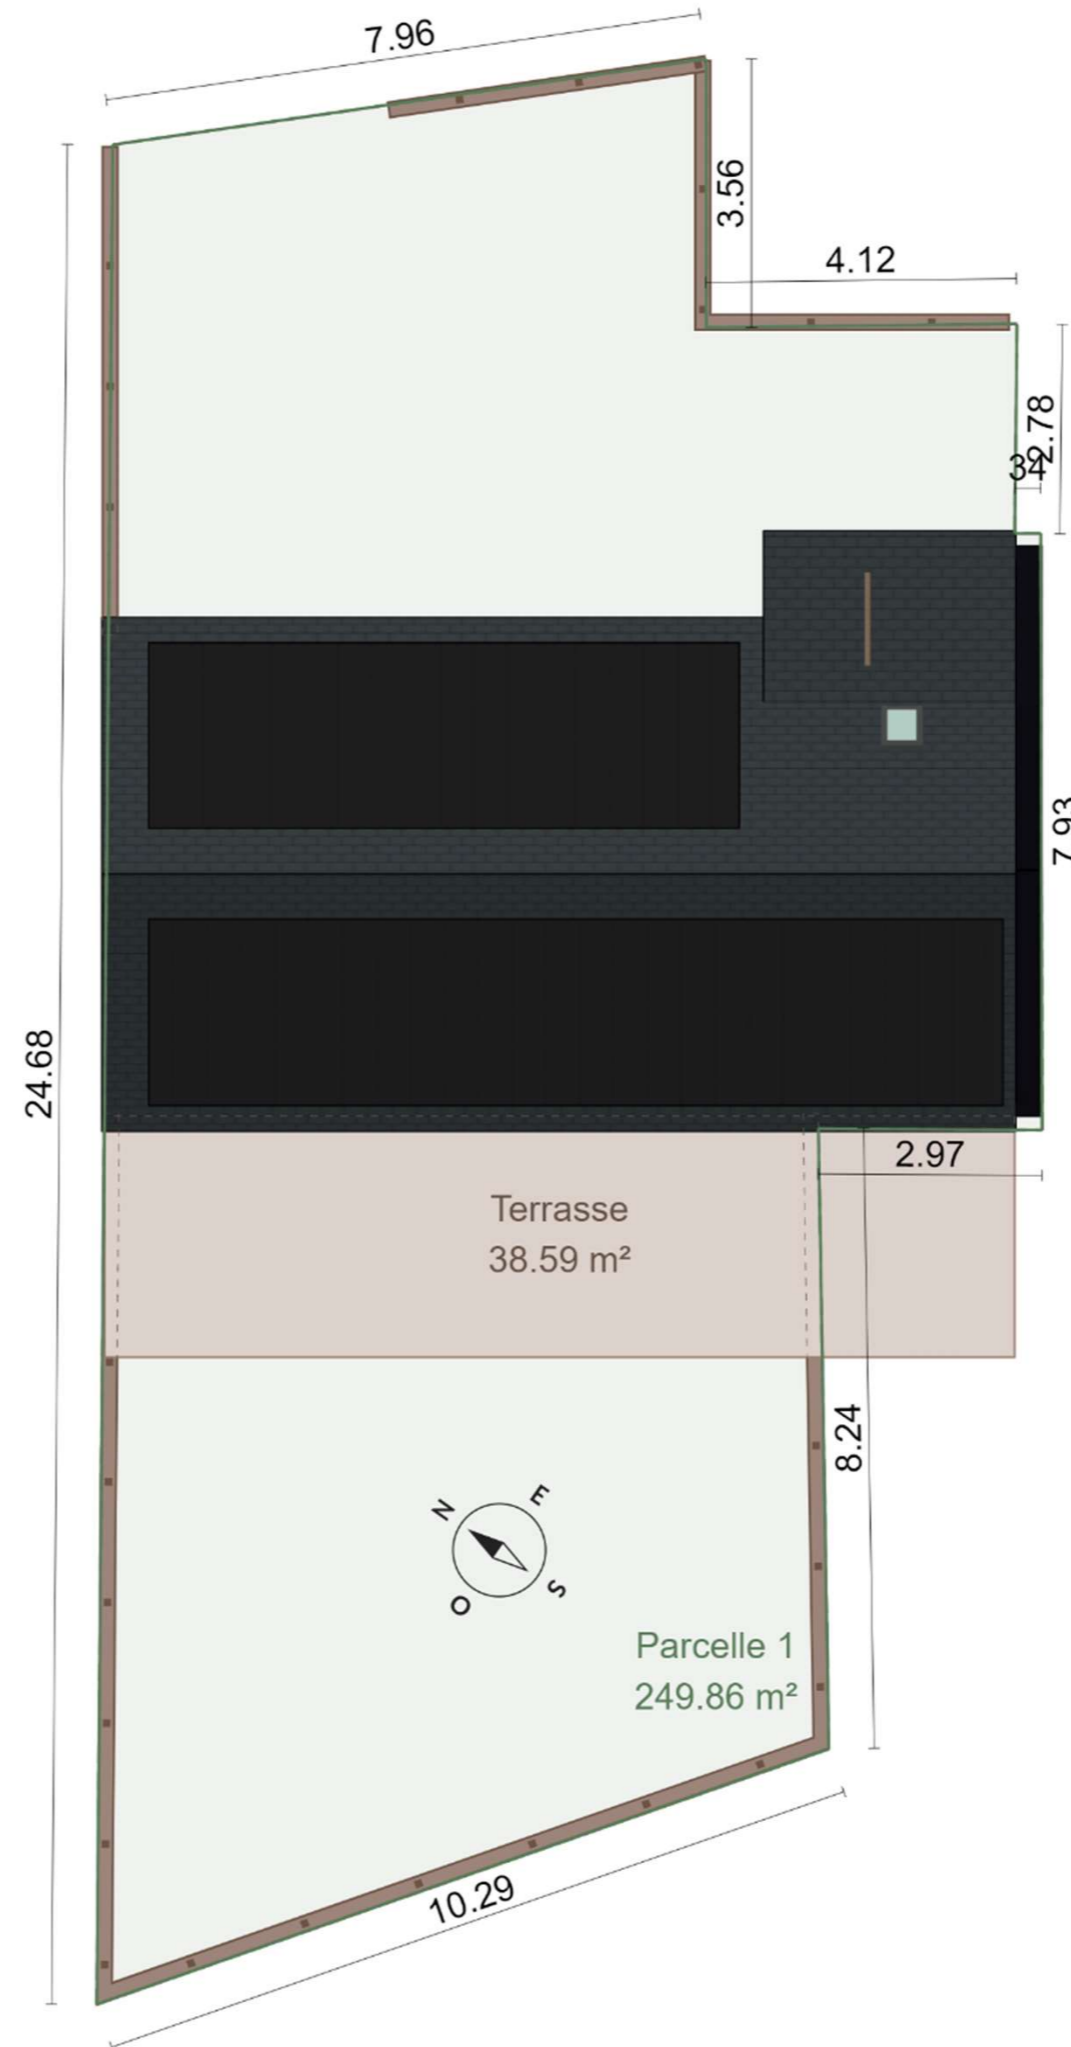 7.96
3.56
4.12
2.78
34
7.93
24.68
2.97
Terrasse
38.59 m²
8.24
N
E
S
O
Parcelle 1
249.86 m²
10.29